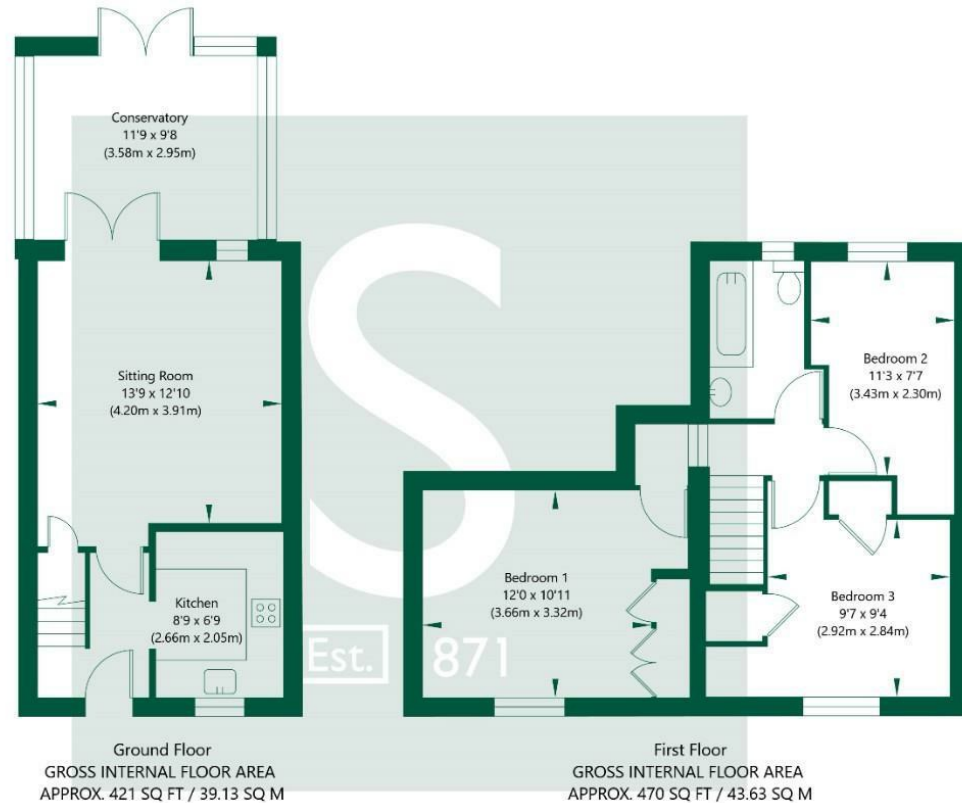 Conservatory
11'9 x 9'8
(3.58m x 2.95m)
Sitting Room
13'9 x 12'10
(4.20m x 3.91m)
Kitchen
8'9 x 6'9
(2.66m x 2.05m)
Bedroom 1
12'0 x 10'11
(3.66m x 3.32m)
Bedroom 2
11'3 x 7'7
(3.43m x 2.30m)
Bedroom 3
9'7 x 9'4
(2.92m x 2.84m)
S
Est. 871
Ground Floor
GROSS INTERNAL FLOOR AREA
APPROX. 421 SQ FT / 39.13 SQ M
First Floor
GROSS INTERNAL FLOOR AREA
APPROX. 470 SQ FT / 43.63 SQ M